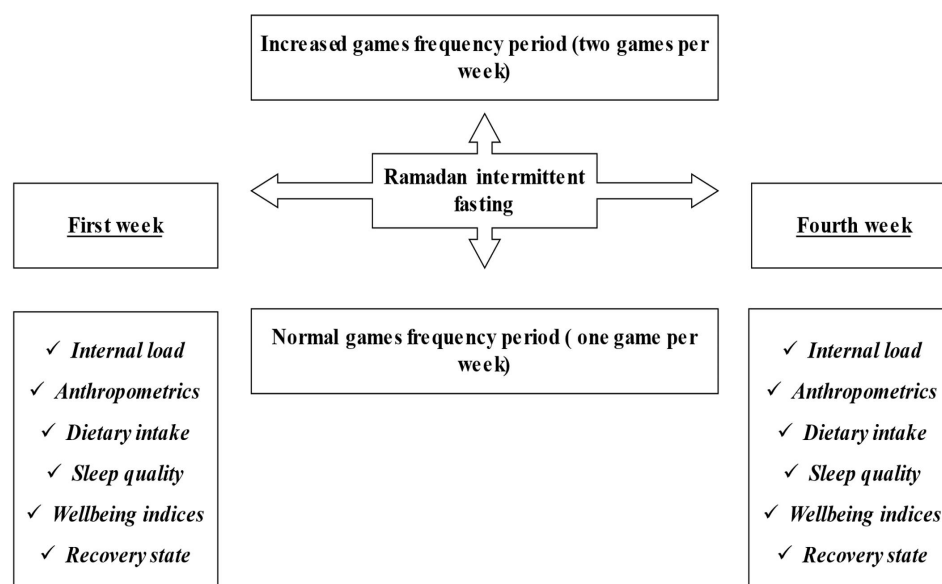 Increased games frequency period (two games per
week)
Ramadan intermittent
fasting
First week
Fourth week
Normal games frequency period ( one game per
week)
✓ Internal load
✓ Anthropometrics
✓ Dietary intake
✓ Sleep quality
✓ Wellbeing indices
✓ Recovery state
✓ Internal load
✓ Anthropometrics
✓ Dietary intake
✓ Sleep quality
✓ Wellbeing indices
✓ Recovery state